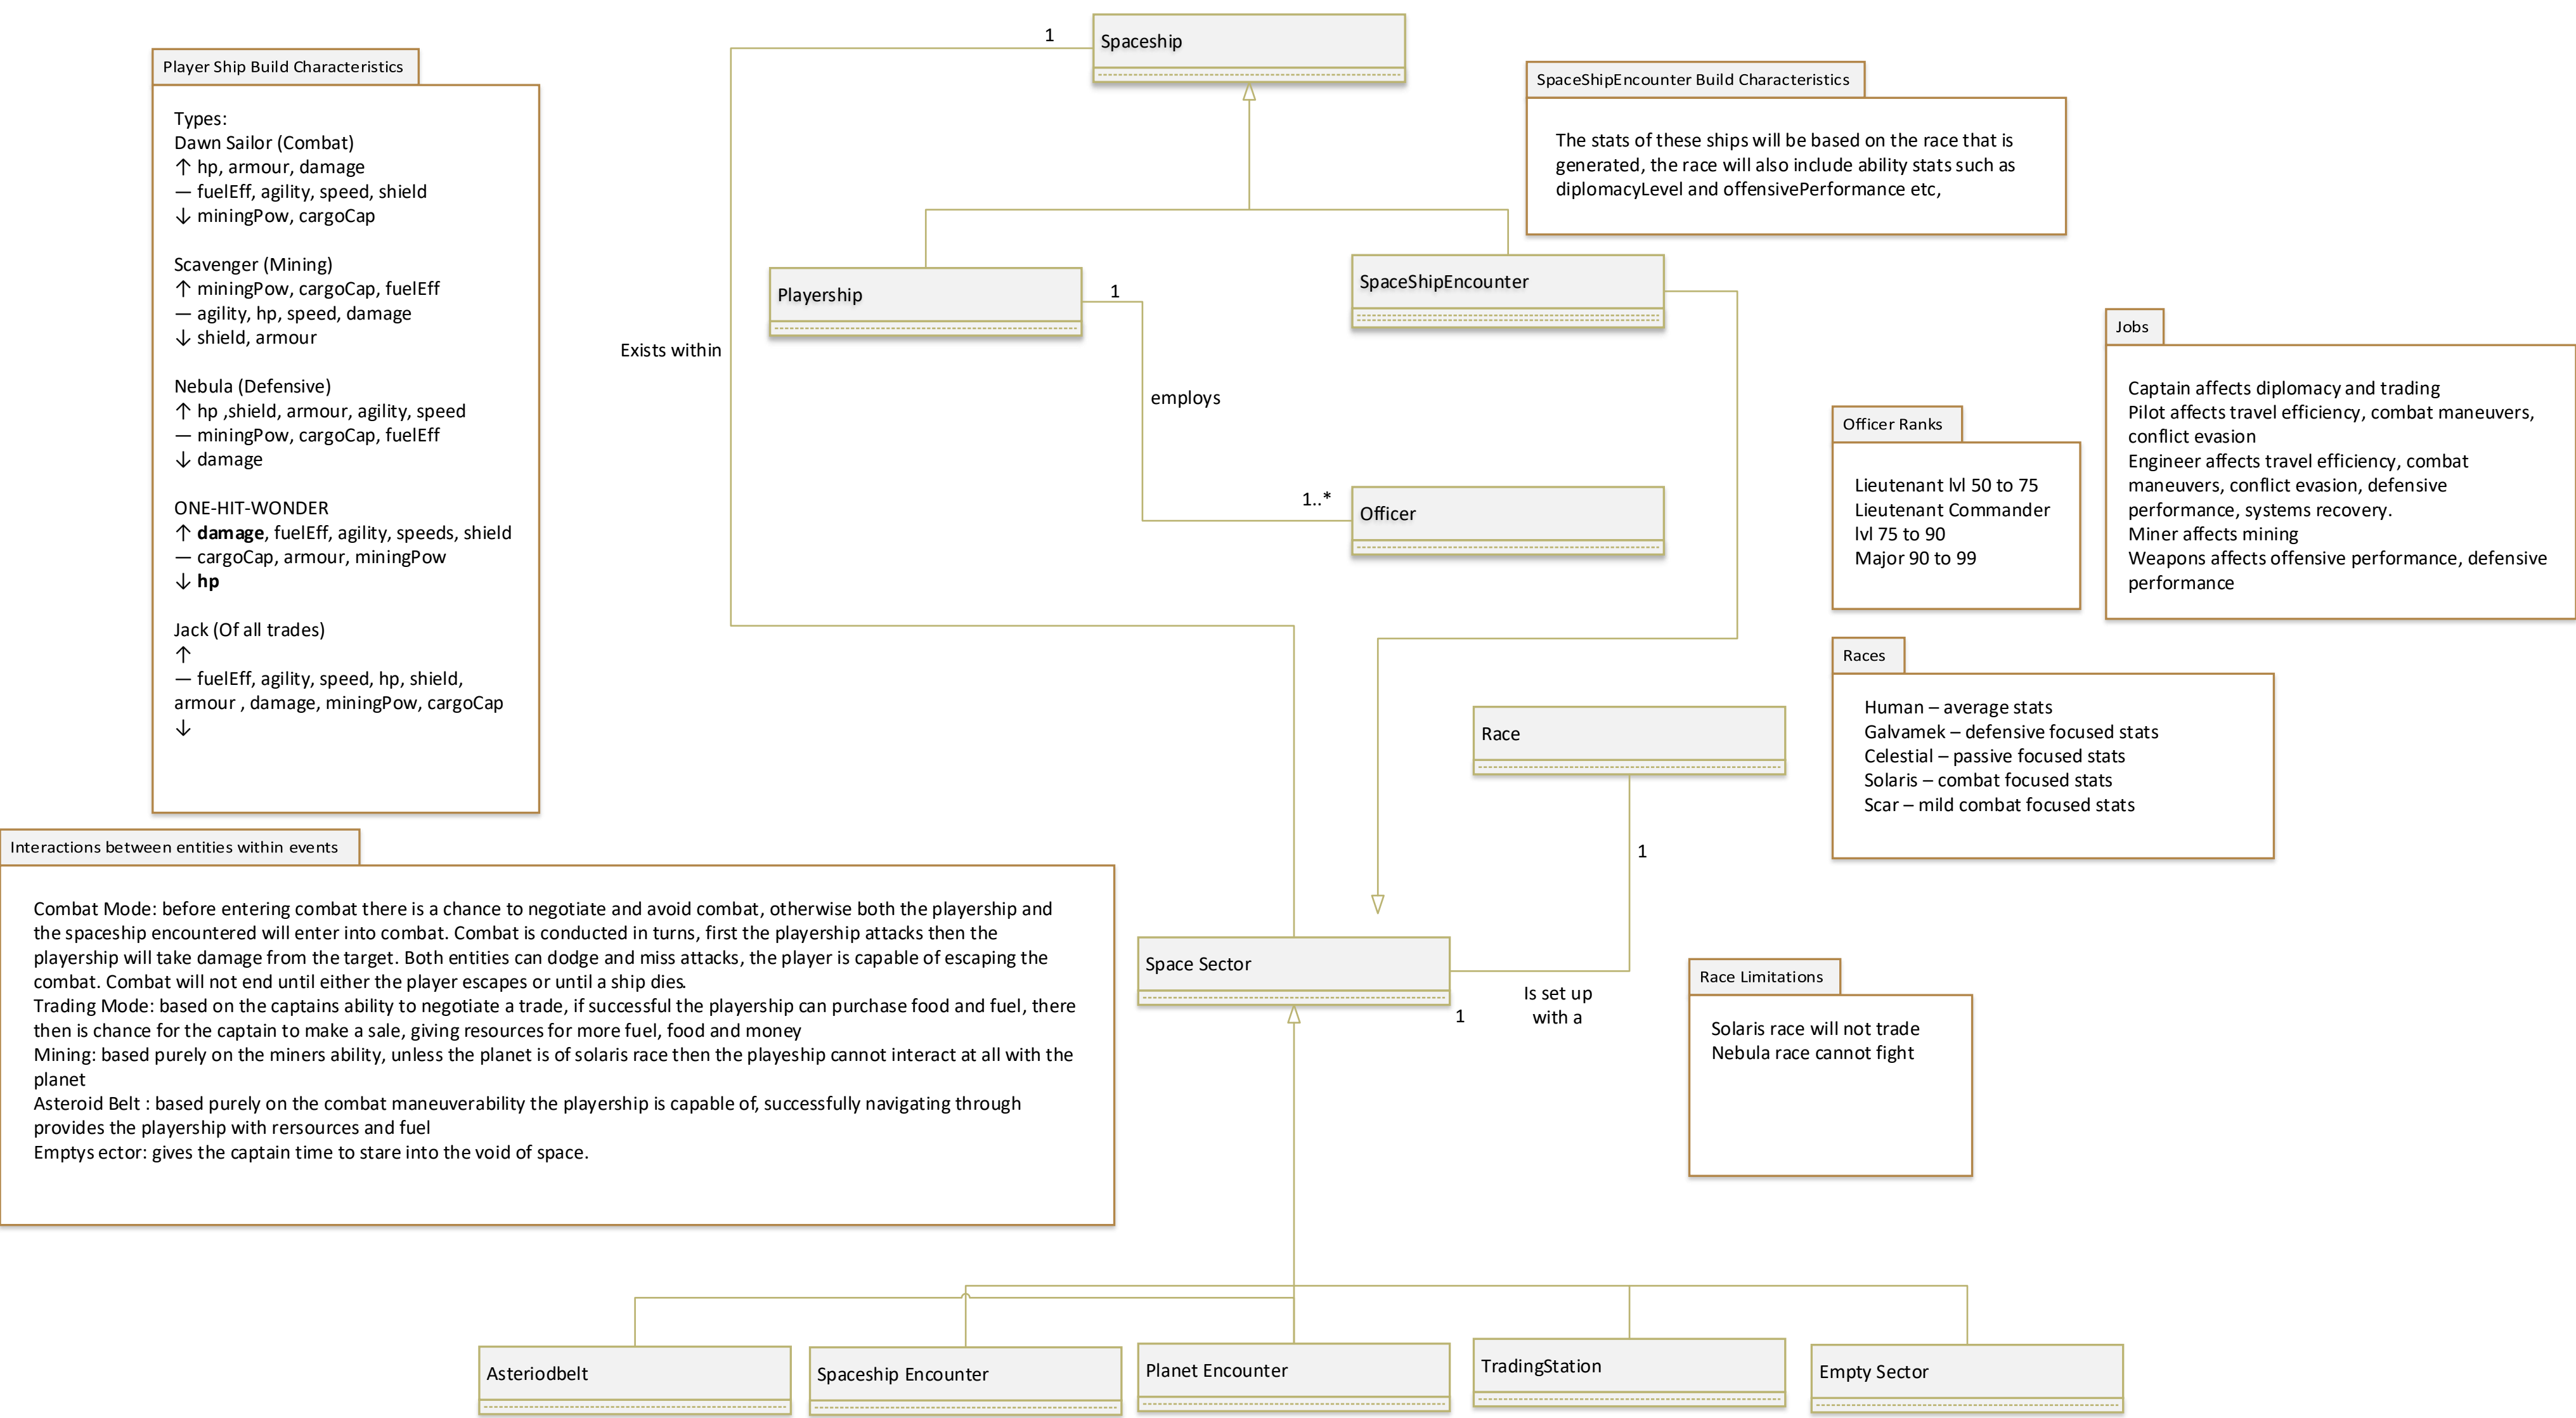 1
Spaceship
Player Ship Build Characteristics
Types:
Dawn Sailor (Combat)
↑ hp, armour, damage
— fuelEff, agility, speed, shield
↓ miningPow, cargoCap
Scavenger (Mining)
↑ miningPow, cargoCap, fuelEff
— agility, hp, speed, damage
↓ shield, armour
Nebula (Defensive)
↑ hp ,shield, armour, agility, speed
— miningPow, cargoCap, fuelEff
↓ damage
ONE-HIT-WONDER
↑ damage, fuelEff, agility, speeds, shield
— cargoCap, armour, miningPow
↓ hp
Jack (Of all trades)
↑
— fuelEff, agility, speed, hp, shield,
armour , damage, miningPow, cargoCap
↓
SpaceShipEncounter Build Characteristics
The stats of these ships will be based on the race that is
generated, the race will also include ability stats such as
diplomacyLevel and offensivePerformance etc,
Playership
1
SpaceShipEncounter
Exists within
employs
1..*
Officer
Jobs
Captain affects diplomacy and trading
Pilot affects travel efficiency, combat maneuvers,
conflict evasion
Engineer affects travel efficiency, combat
maneuvers, conflict evasion, defensive
performance, systems recovery.
Miner affects mining
Weapons affects offensive performance, defensive
performance
Officer Ranks
Lieutenant lvl 50 to 75
Lieutenant Commander
lvl 75 to 90
Major 90 to 99
Races
Human – average stats
Galvamek – defensive focused stats
Celestial – passive focused stats
Solaris – combat focused stats
Scar – mild combat focused stats
Race
1
Interactions between entities within events
Combat Mode: before entering combat there is a chance to negotiate and avoid combat, otherwise both the playership and
the spaceship encountered will enter into combat. Combat is conducted in turns, first the playership attacks then the
playership will take damage from the target. Both entities can dodge and miss attacks, the player is capable of escaping the
combat. Combat will not end until either the player escapes or until a ship dies.
Trading Mode: based on the captains ability to negotiate a trade, if successful the playership can purchase food and fuel, there
then is chance for the captain to make a sale, giving resources for more fuel, food and money
Mining: based purely on the miners ability, unless the planet is of solaris race then the playeship cannot interact at all with the
planet
Asteroid Belt : based purely on the combat maneuverability the playership is capable of, successfully navigating through
provides the playership with rersources and fuel
Emptys ector: gives the captain time to stare into the void of space.
Space Sector
1
Is set up
with a
Race Limitations
Solaris race will not trade
Nebula race cannot fight
Asteriodbelt
Spaceship Encounter
Planet Encounter
TradingStation
Empty Sector